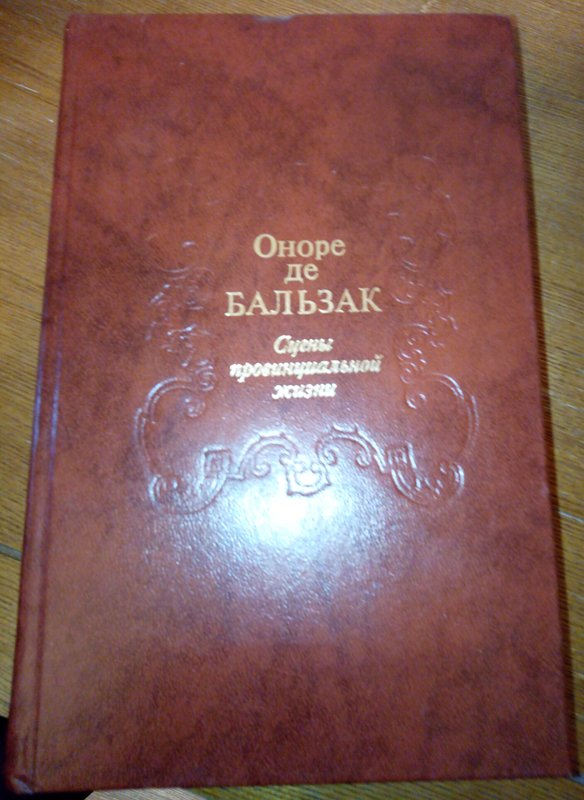 Оноре
де
БАЛЬЗАК
Сцены
провинциальной
жизни